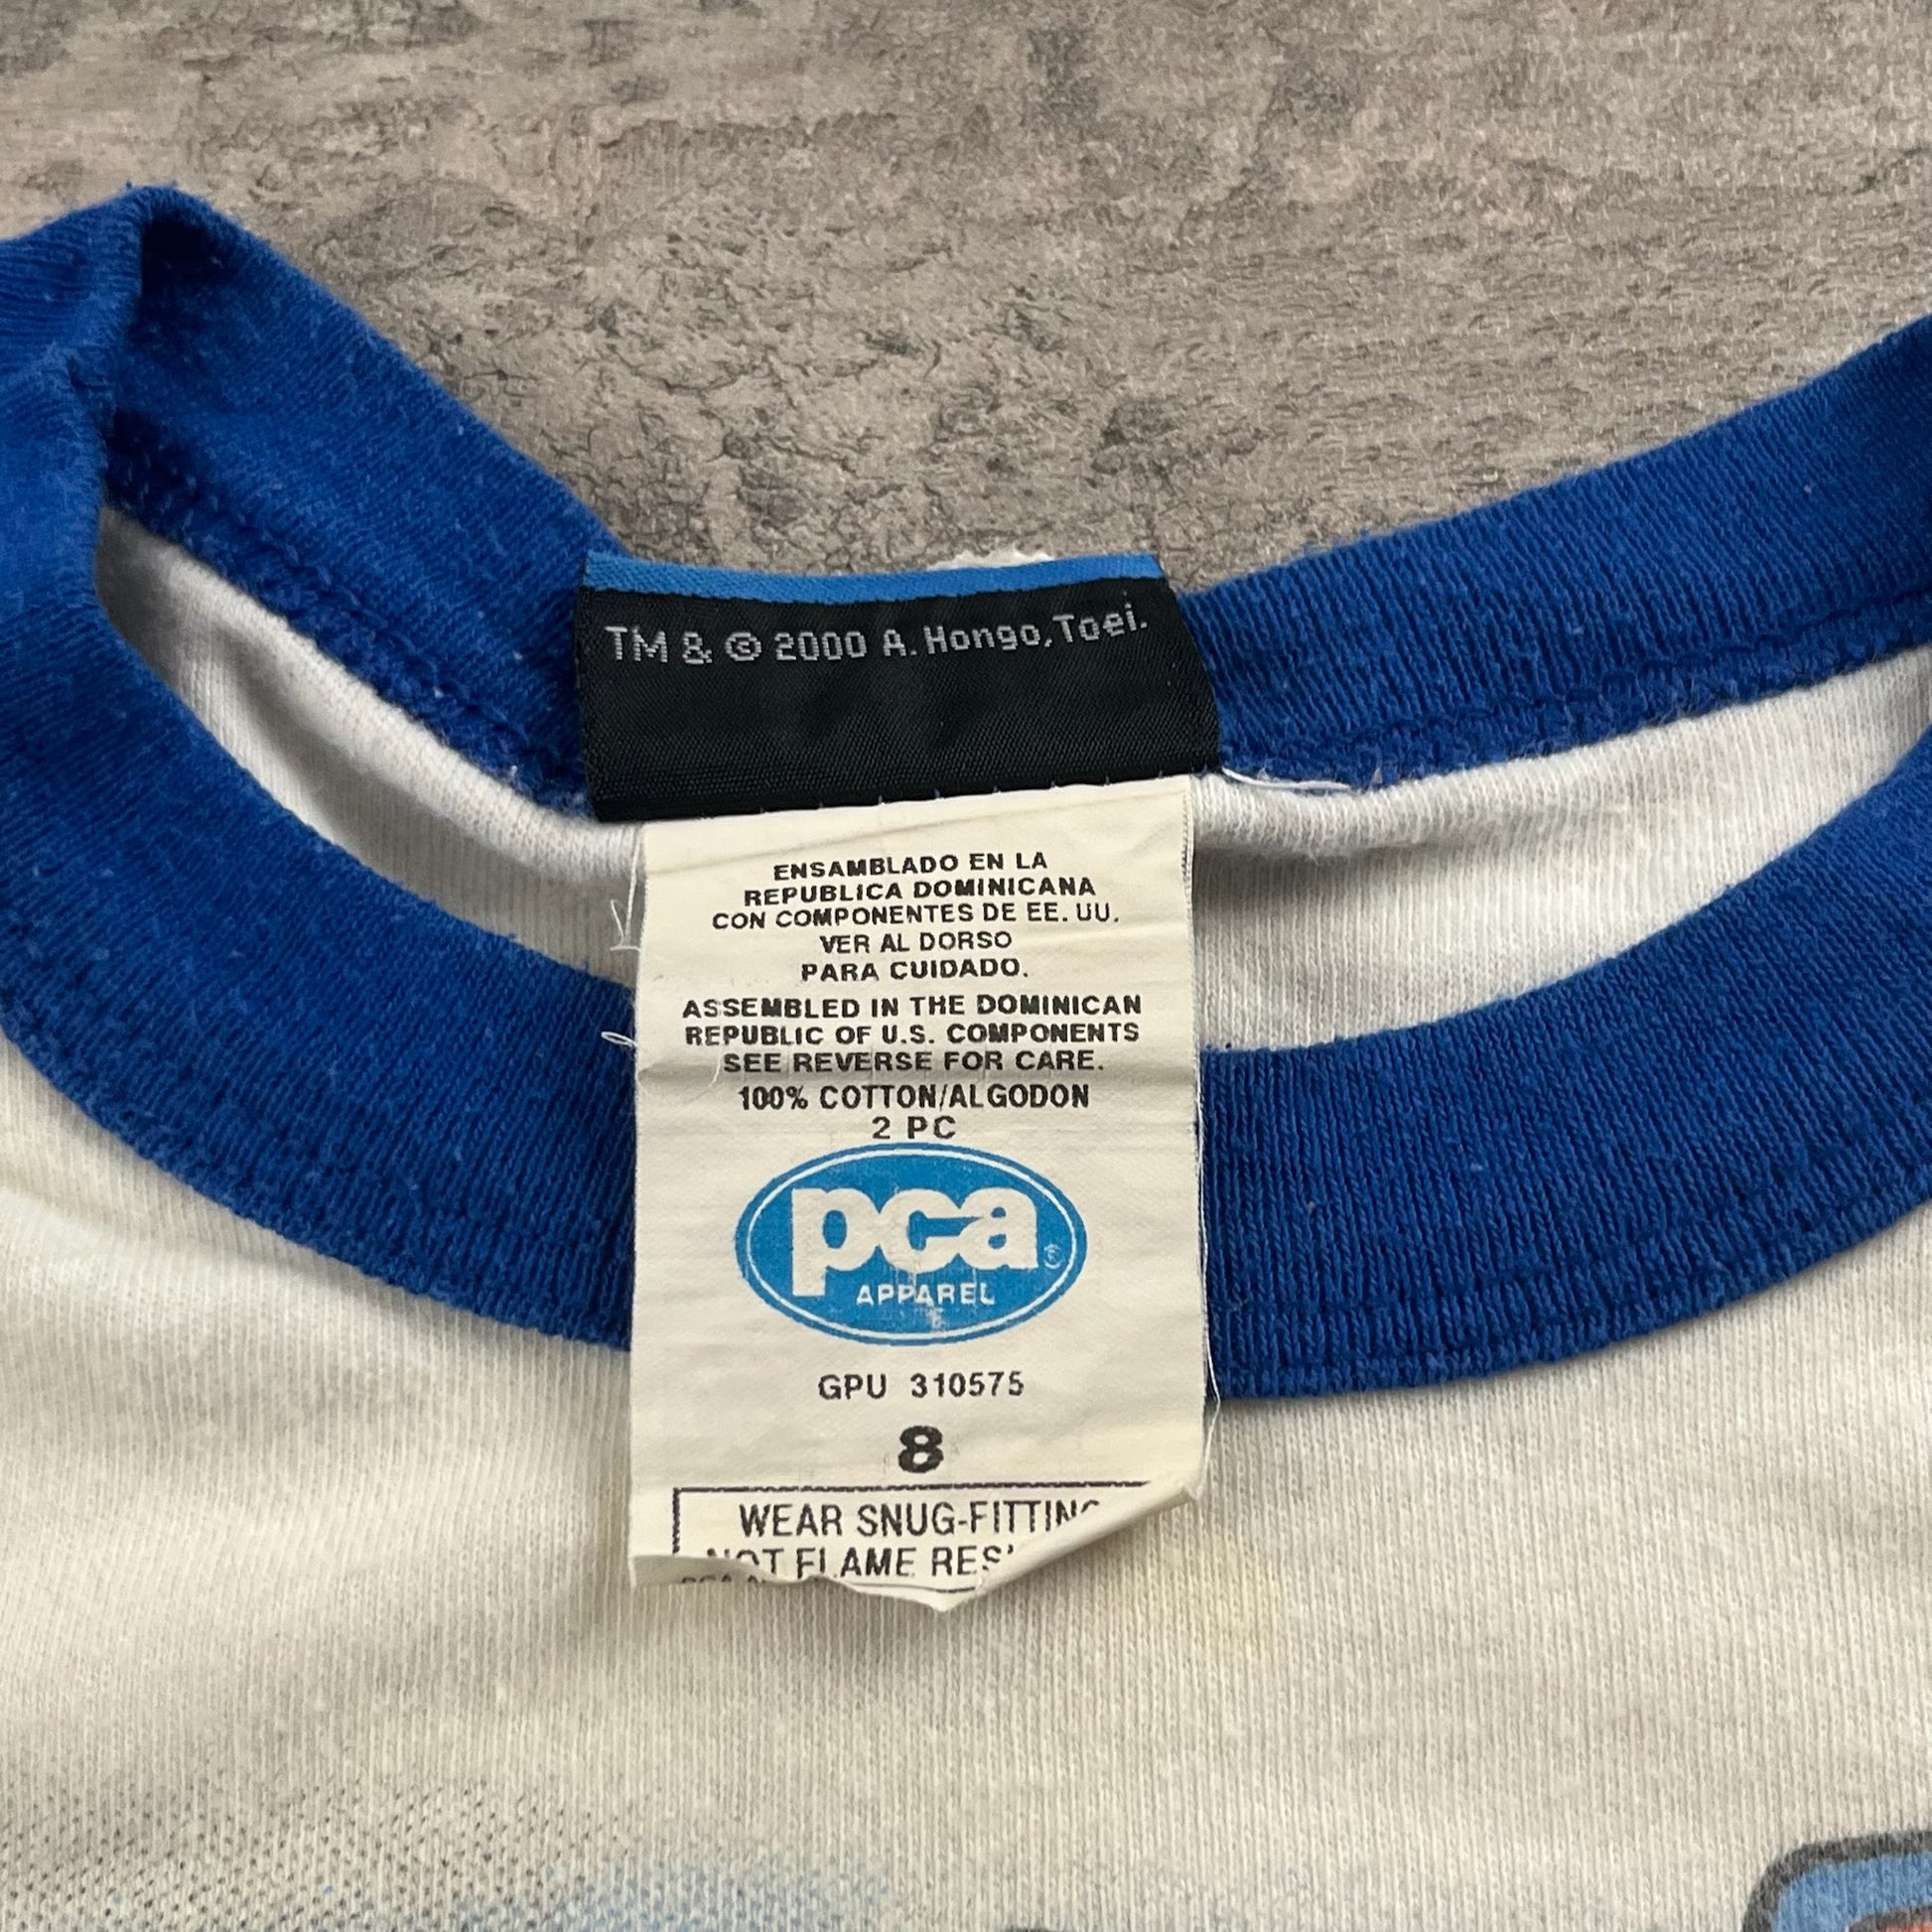 TM & © 2000 A. Hongo, Toei.
ENSAMBLADO EN LA
REPUBLICA DOMINICANA
CON COMPONENTES DE EE. UU.
VER AL DORSO
PARA CUIDADO.
ASSEMBLED IN THE DOMINICAN
REPUBLIC OF U.S. COMPONENTS
SEE REVERSE FOR CARE.
100% COTTON/ALGODON
2 PC
pca®
APPAREL
GPU 310575
8
WEAR SNUG-FITTING
NOT FLAME